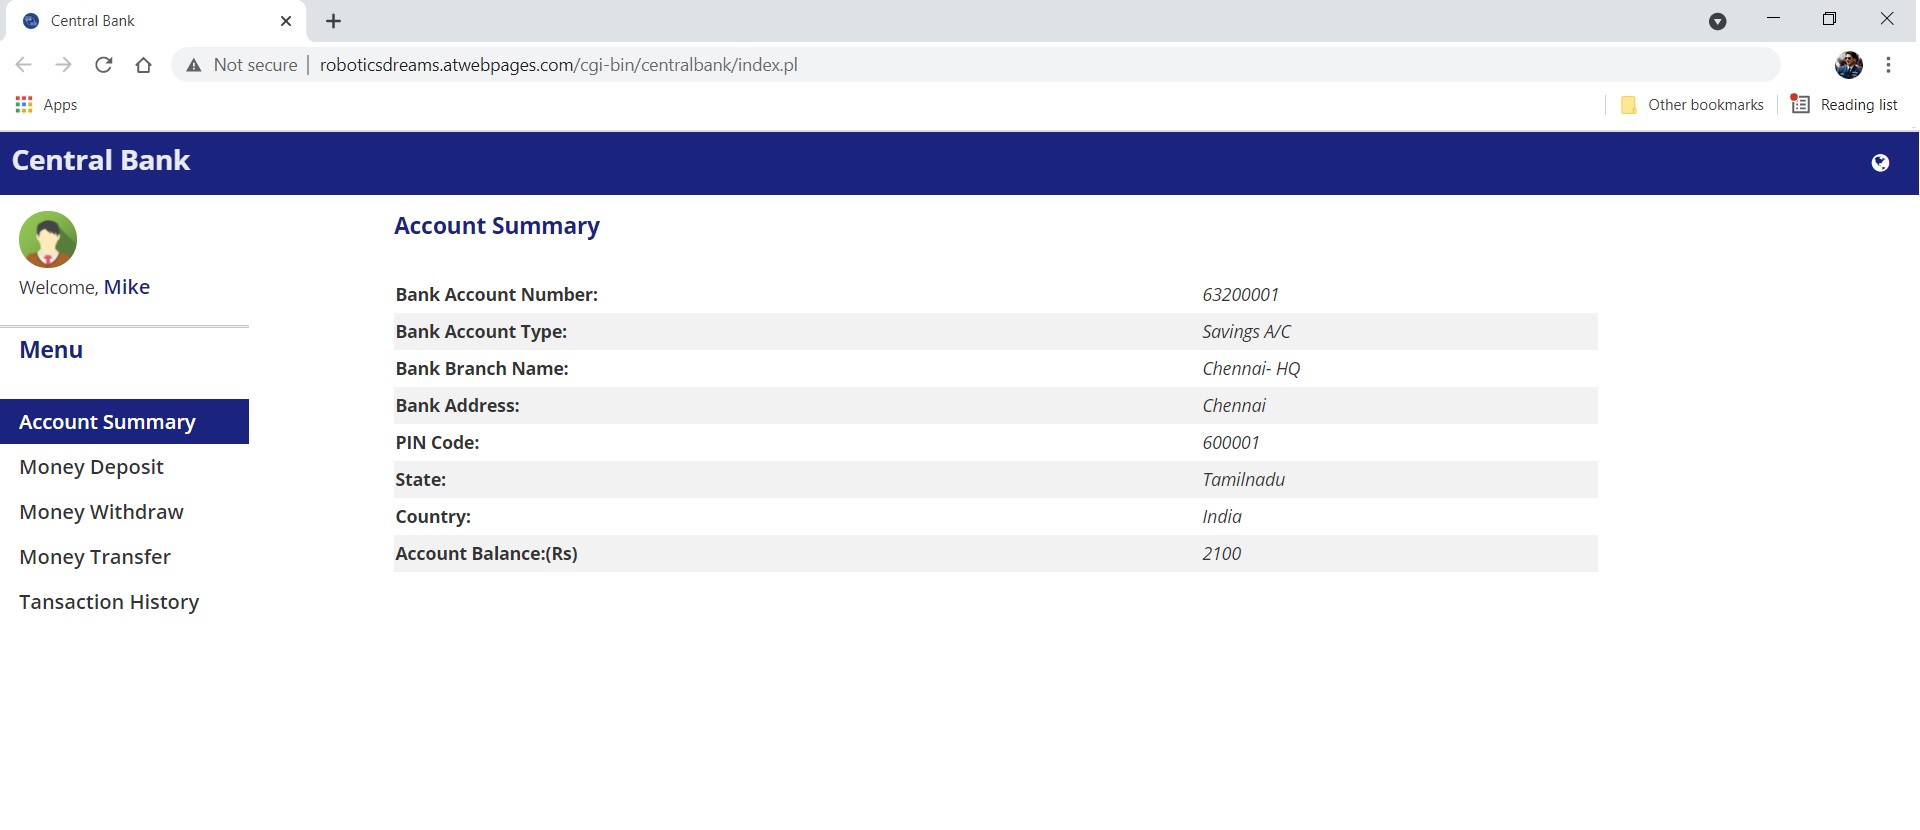 Central Bank
Not secure | roboticsdreams.atwebpages.com/cgi-bin/centralbank/index.pl
Apps Other bookmarks Reading list
Central Bank
Welcome, Mike
Menu
Account Summary
Money Deposit
Money Withdraw
Money Transfer
Tansaction History
Account Summary
Bank Account Number: 63200001
Bank Account Type: Savings A/C
Bank Branch Name: Chennai- HQ
Bank Address: Chennai
PIN Code: 600001
State: Tamilnadu
Country: India
Account Balance:(Rs) 2100